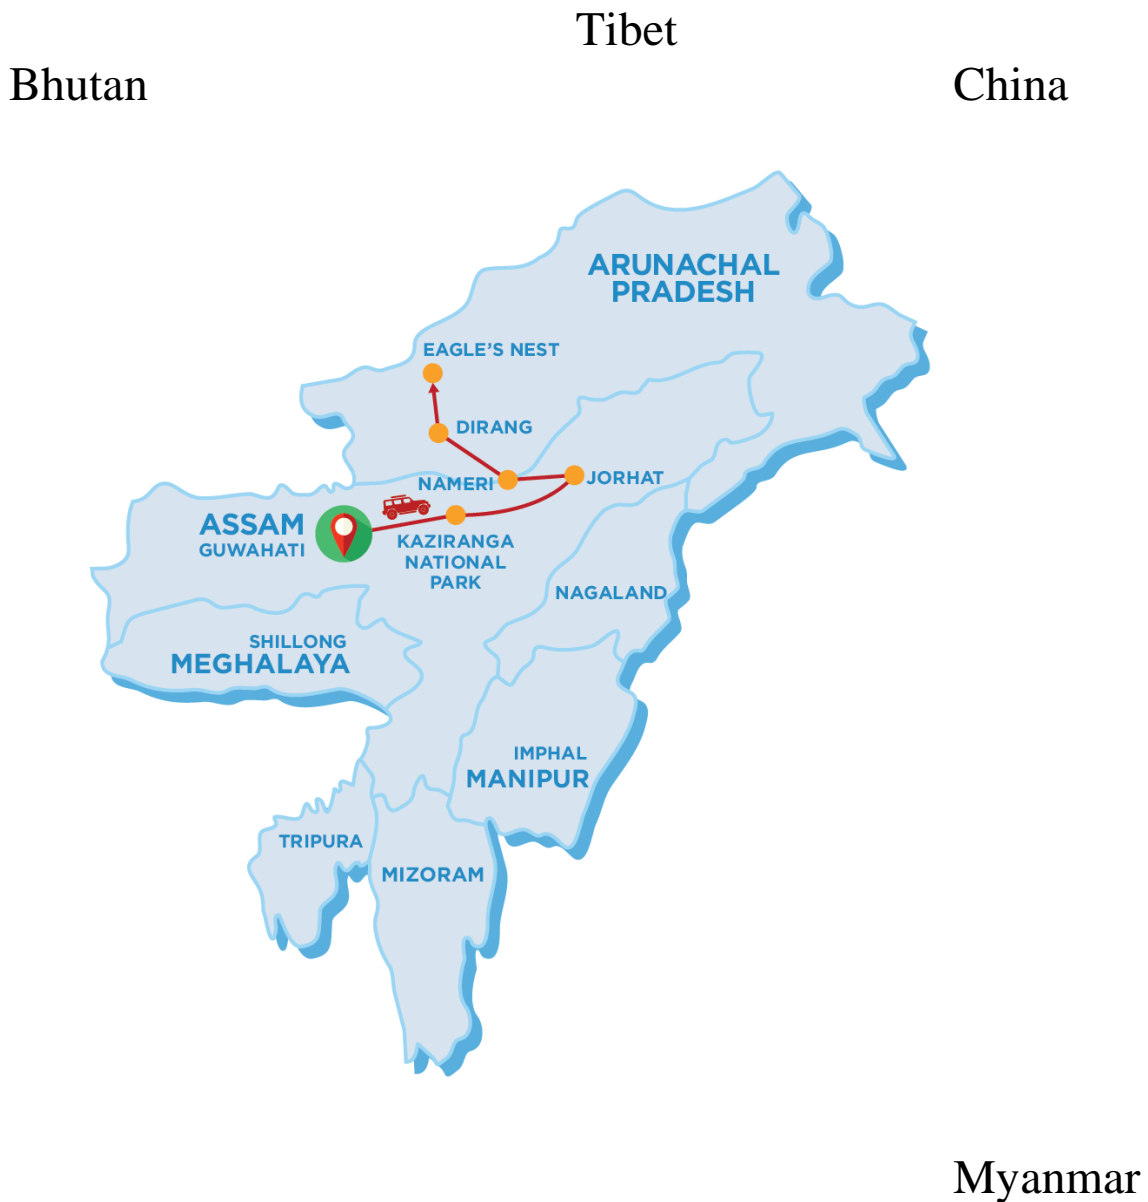 Tibet
Bhutan
China
ARUNACHAL
PRADESH
EAGLE'S NEST
DIRANG
NAMERI
JORHAT
ASSAM
GUWAHATI
KAZIRANGA
NATIONAL
PARK
NAGALAND
SHILLONG
MEGHALAYA
IMPHAL
MANIPUR
TRIPURA
MIZORAM
Myanmar